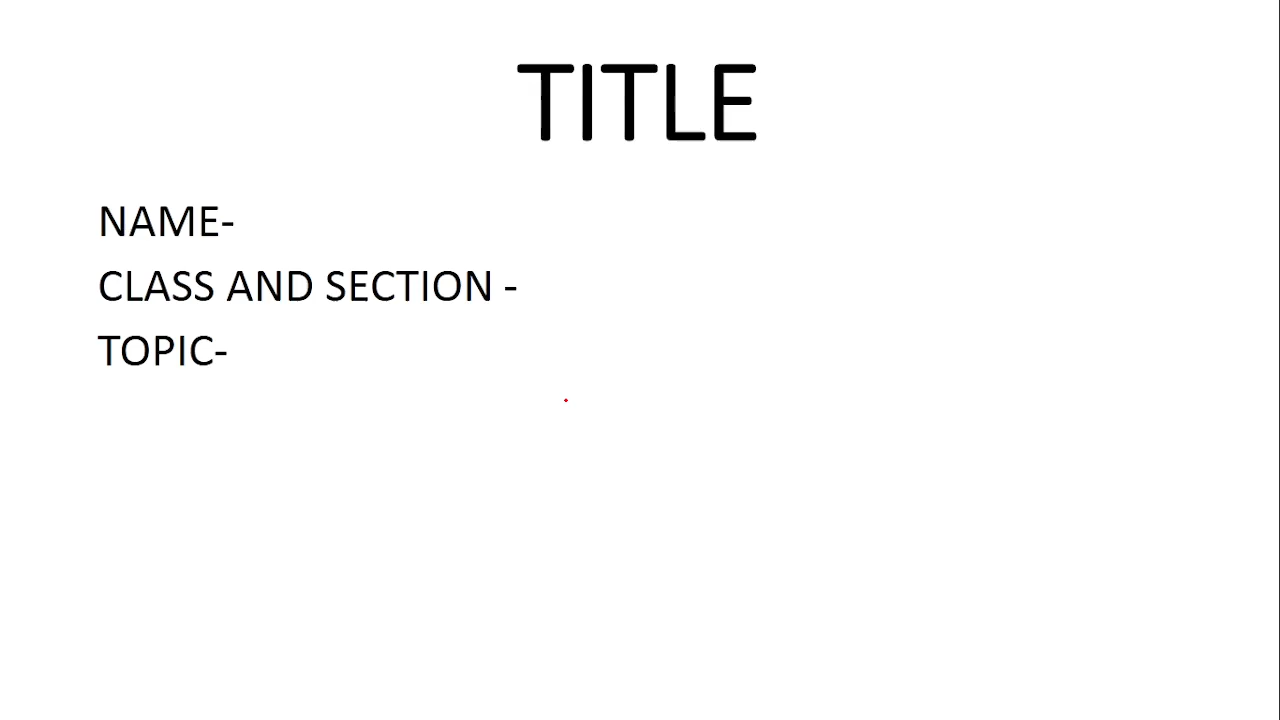 TITLE
NAME-
CLASS AND SECTION -
TOPIC-